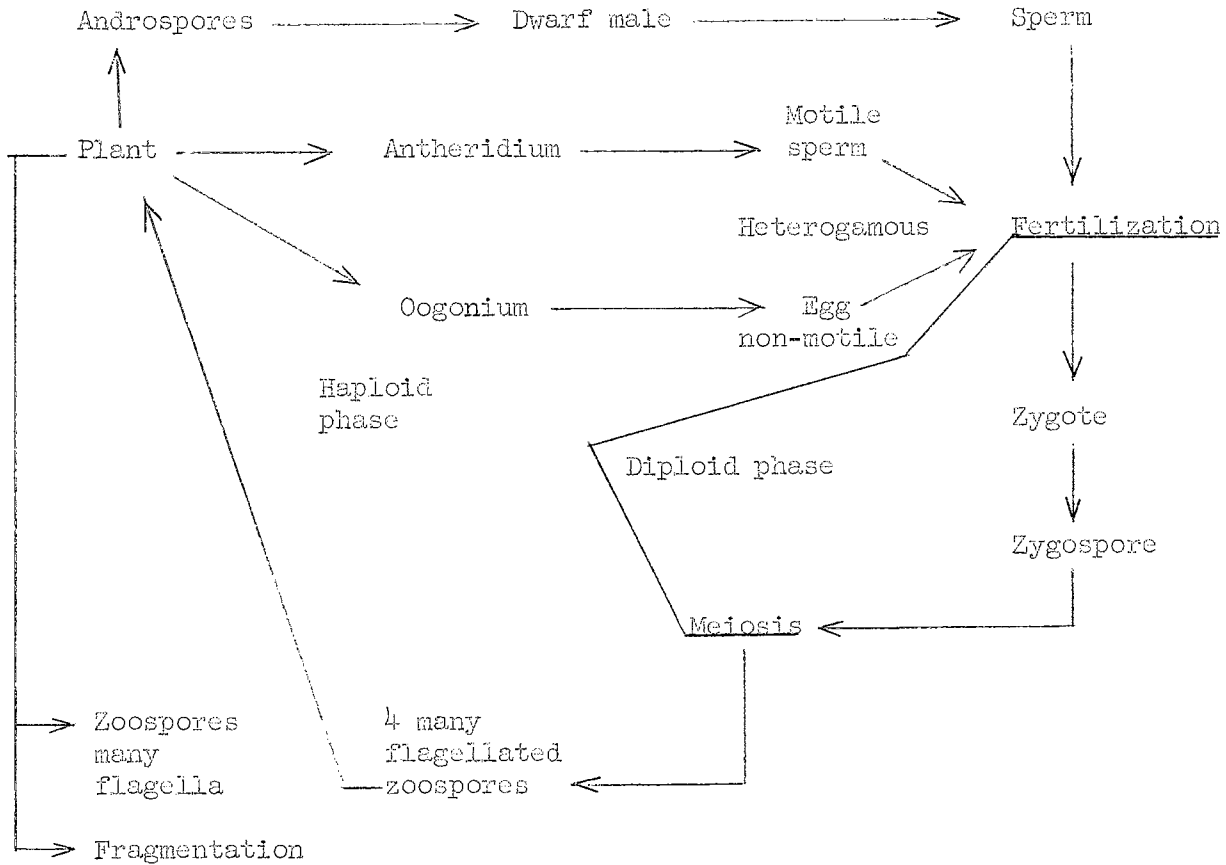 Androspores
Dwarf male
Sperm
Plant
Antheridium
Motile
sperm
Heterogamous
Fertilization
Oogonium
Egg
non-motile
Haploid
phase
Diploid phase
Zygote
Zygospore
Meiosis
Zoospores
many
flagella
4 many
flagellated
zoospores
Fragmentation